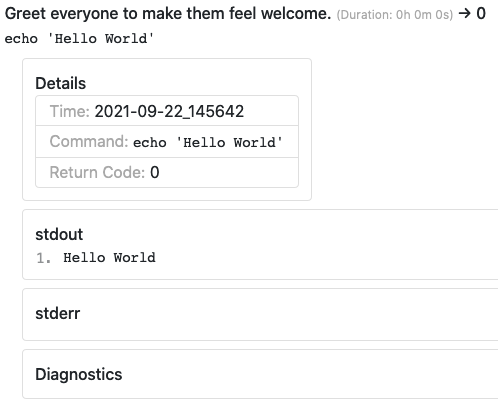 Greet everyone to make them feel welcome. (Duration: 0h 0m 0s) → 0
echo 'Hello World'
Details
Time: 2021-09-22_145642
Command: echo 'Hello World'
Return Code: 0
stdout
1. Hello World
stderr
Diagnostics